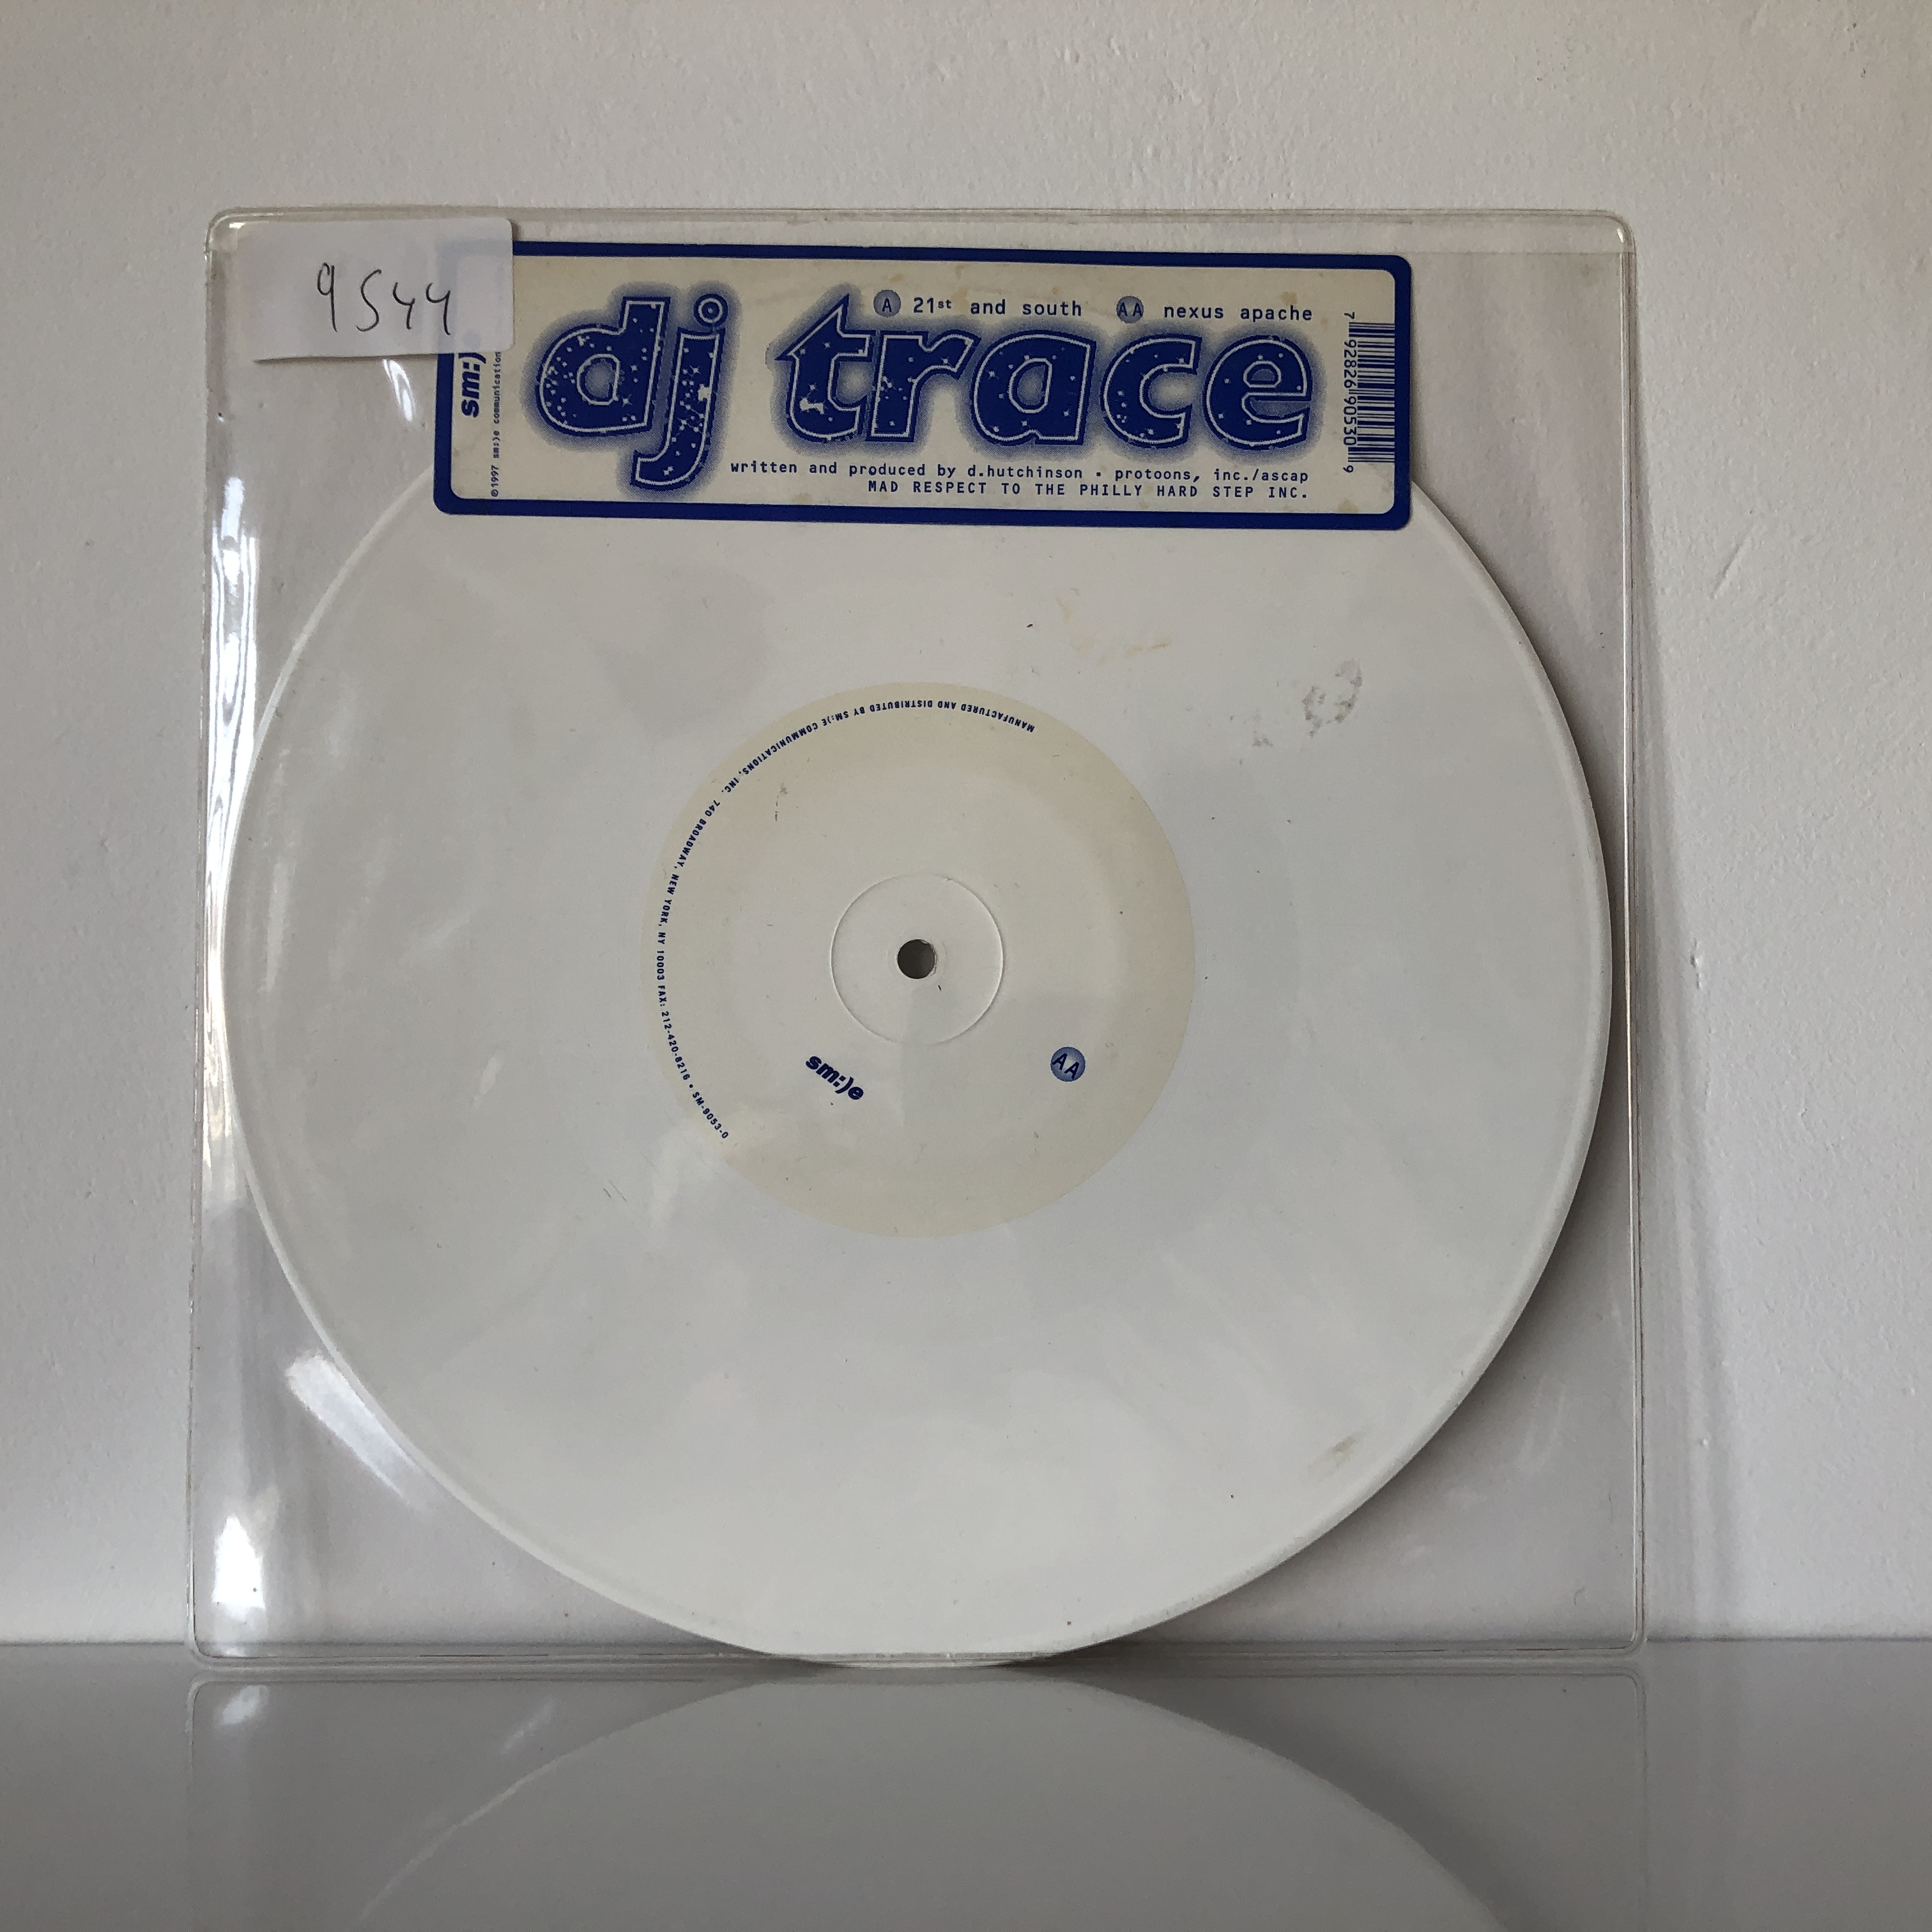 9544
A 21st and south AA nexus apache
dj trace
written and produced by d.hutchinson • protoons, inc./ascap
MAD RESPECT TO THE PHILLY HARD STEP INC.
sm:)
©1997 sm:)e communication
7 92826 90530 9
MANUFACTURED AND DISTRIBUTED BY SM:)E COMMUNICATIONS, INC. 740 BROADWAY, NEW YORK, NY 10003 FAX: 212-420-8216 • SM-9053-0
sm:)e
AA